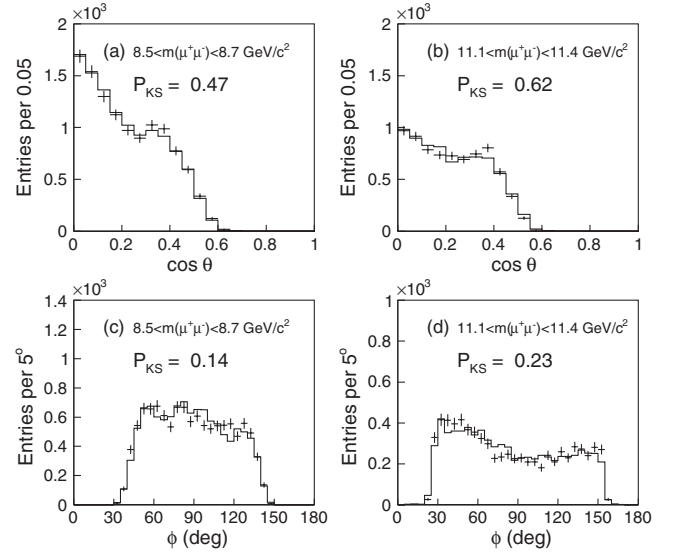 ×10³
2
1.5
1
0.5
0
Entries per 0.05
(a) 8.5<m(μ⁺μ⁻)<8.7 GeV/c²
P_KS = 0.47
0 0.2 0.4 0.6 0.8 1
cos θ
×10³
2
1.5
1
0.5
0
Entries per 0.05
(b) 11.1<m(μ⁺μ⁻)<11.4 GeV/c²
P_KS = 0.62
0 0.2 0.4 0.6 0.8 1
cos θ
×10³
1.4
1.2
1
0.8
0.6
0.4
0.2
0
Entries per 5°
(c) 8.5<m(μ⁺μ⁻)<8.7 GeV/c²
P_KS = 0.14
0 30 60 90 120 150 180
φ (deg)
×10³
1
0.8
0.6
0.4
0.2
0
Entries per 5°
(d) 11.1<m(μ⁺μ⁻)<11.4 GeV/c²
P_KS = 0.23
0 30 60 90 120 150 180
φ (deg)